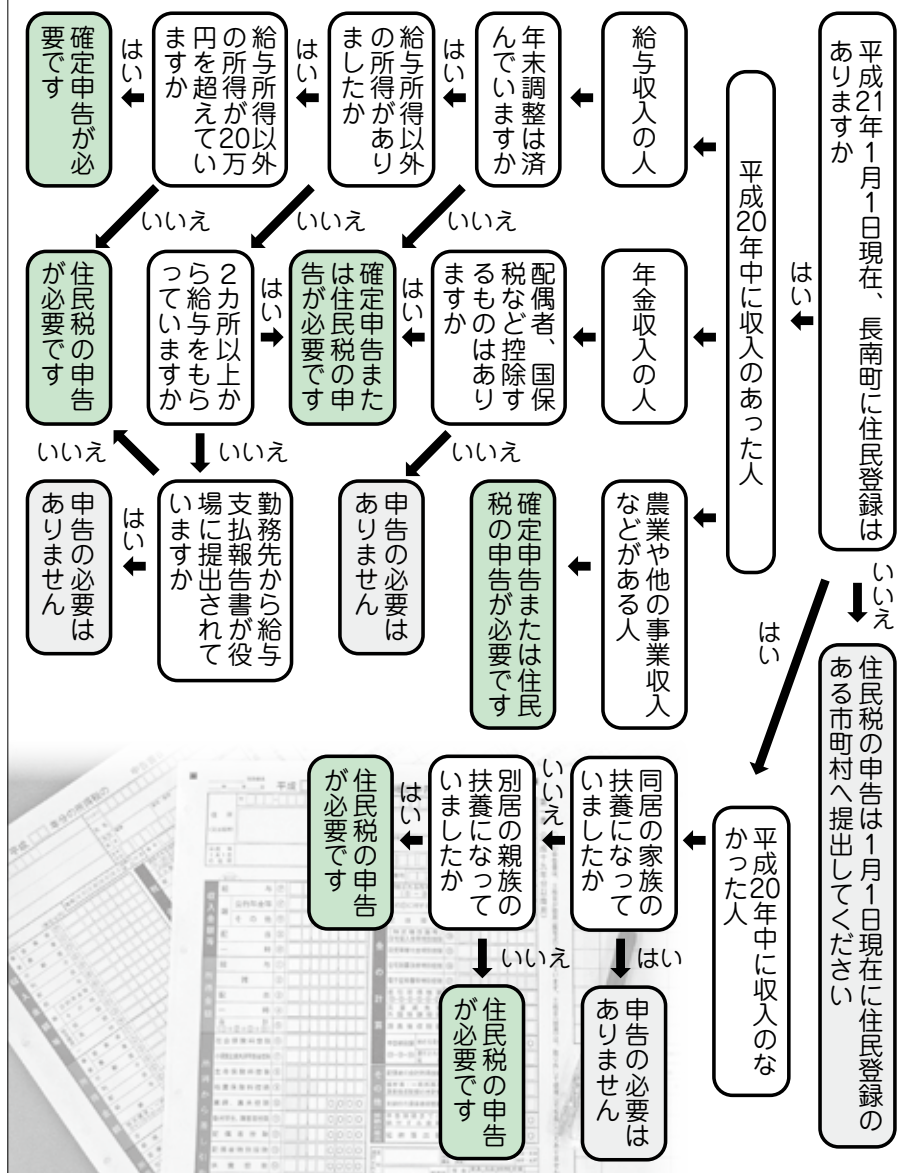 平成21年1月1日現在、長南町に住民登録は
ありますか
はい
いいえ
住民税の申告は1月1日現在に住民登録の
ある市町村へ提出してください
はい
平成20年中に収入のあった人
平成20年中に収入のな
かった人
給与収入の人
年末調整は済
んでいますか
はい
給与所得以外
の所得があり
ましたか
はい
給与所得以外
の所得が20万
円を超えてい
ますか
はい
確定申告が必
要です
いいえ
いいえ
いいえ
年金収入の人
配偶者、国保
税など控除す
るものはあり
ますか
はい
確定申告また
は住民税の申
告が必要です
はい
2カ所以上か
ら給与をもら
っていますか
住民税の申告
が必要です
いいえ
いいえ
いいえ
農業や他の事業収入
などがある人
確定申告または住民
税の申告が必要です
申告の必要は
ありません
勤務先から給与
支払報告書が役
場に提出されて
いますか
はい
申告の必要は
ありません
同居の家族の
扶養になって
いましたか
いいえ
別居の親族の
扶養になって
いましたか
はい
住民税の申告
が必要です
はい
申告の必要は
ありません
いいえ
住民税の申告
が必要です